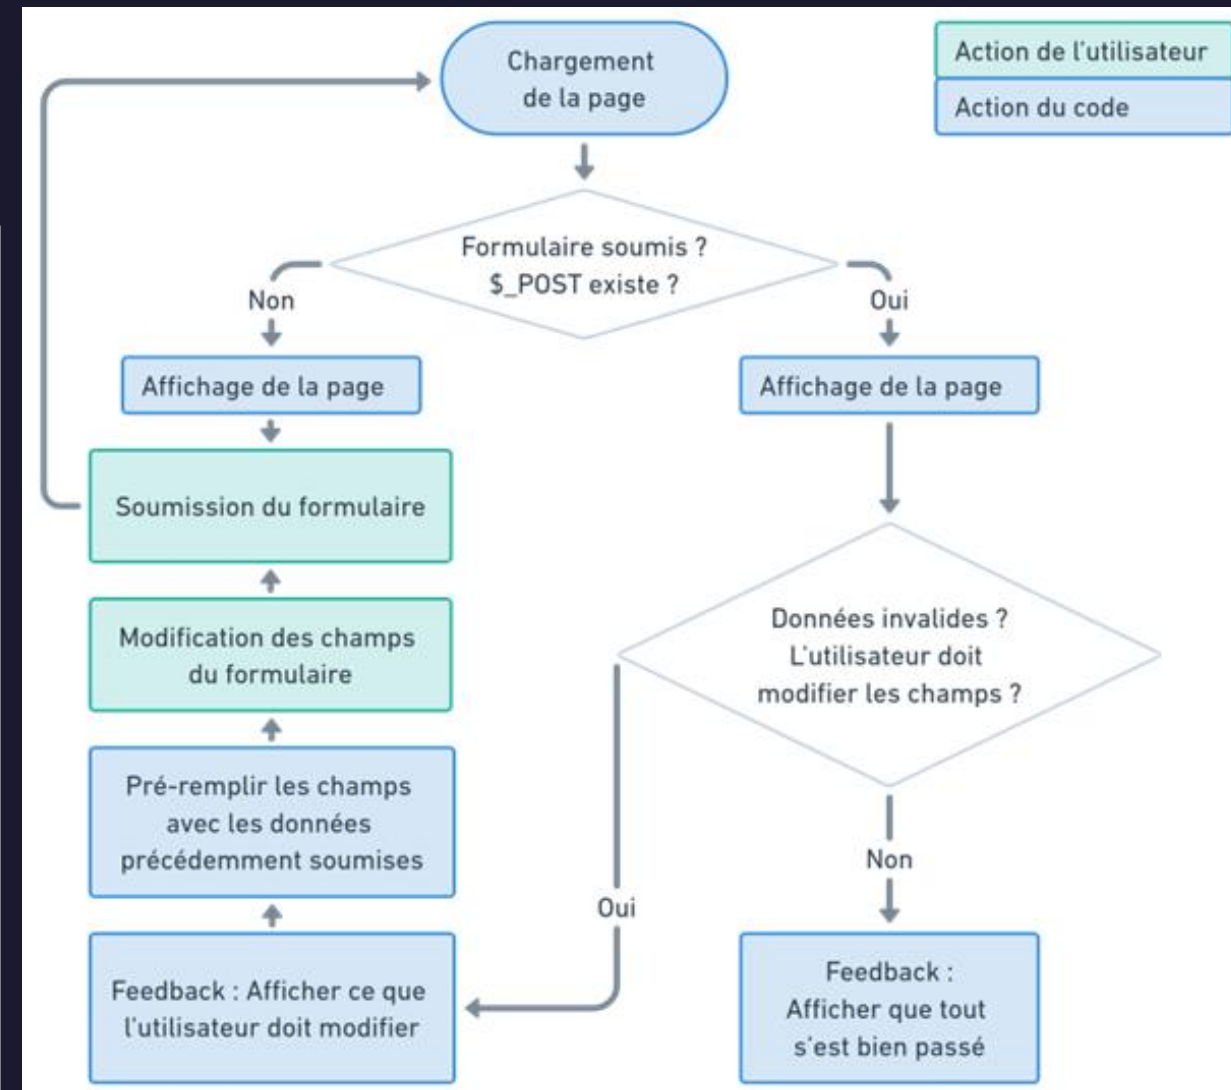 Chargement
de la page
Action de l'utilisateur
Action du code
Formulaire soumis ?
$_POST existe ?
Non
Oui
Affichage de la page
Affichage de la page
Soumission du formulaire
Modification des champs
du formulaire
Données invalides ?
L'utilisateur doit
modifier les champs ?
Pré-remplir les champs
avec les données
précédemment soumises
Non
Oui
Feedback : Afficher ce que
l'utilisateur doit modifier
Feedback :
Afficher que tout
s'est bien passé